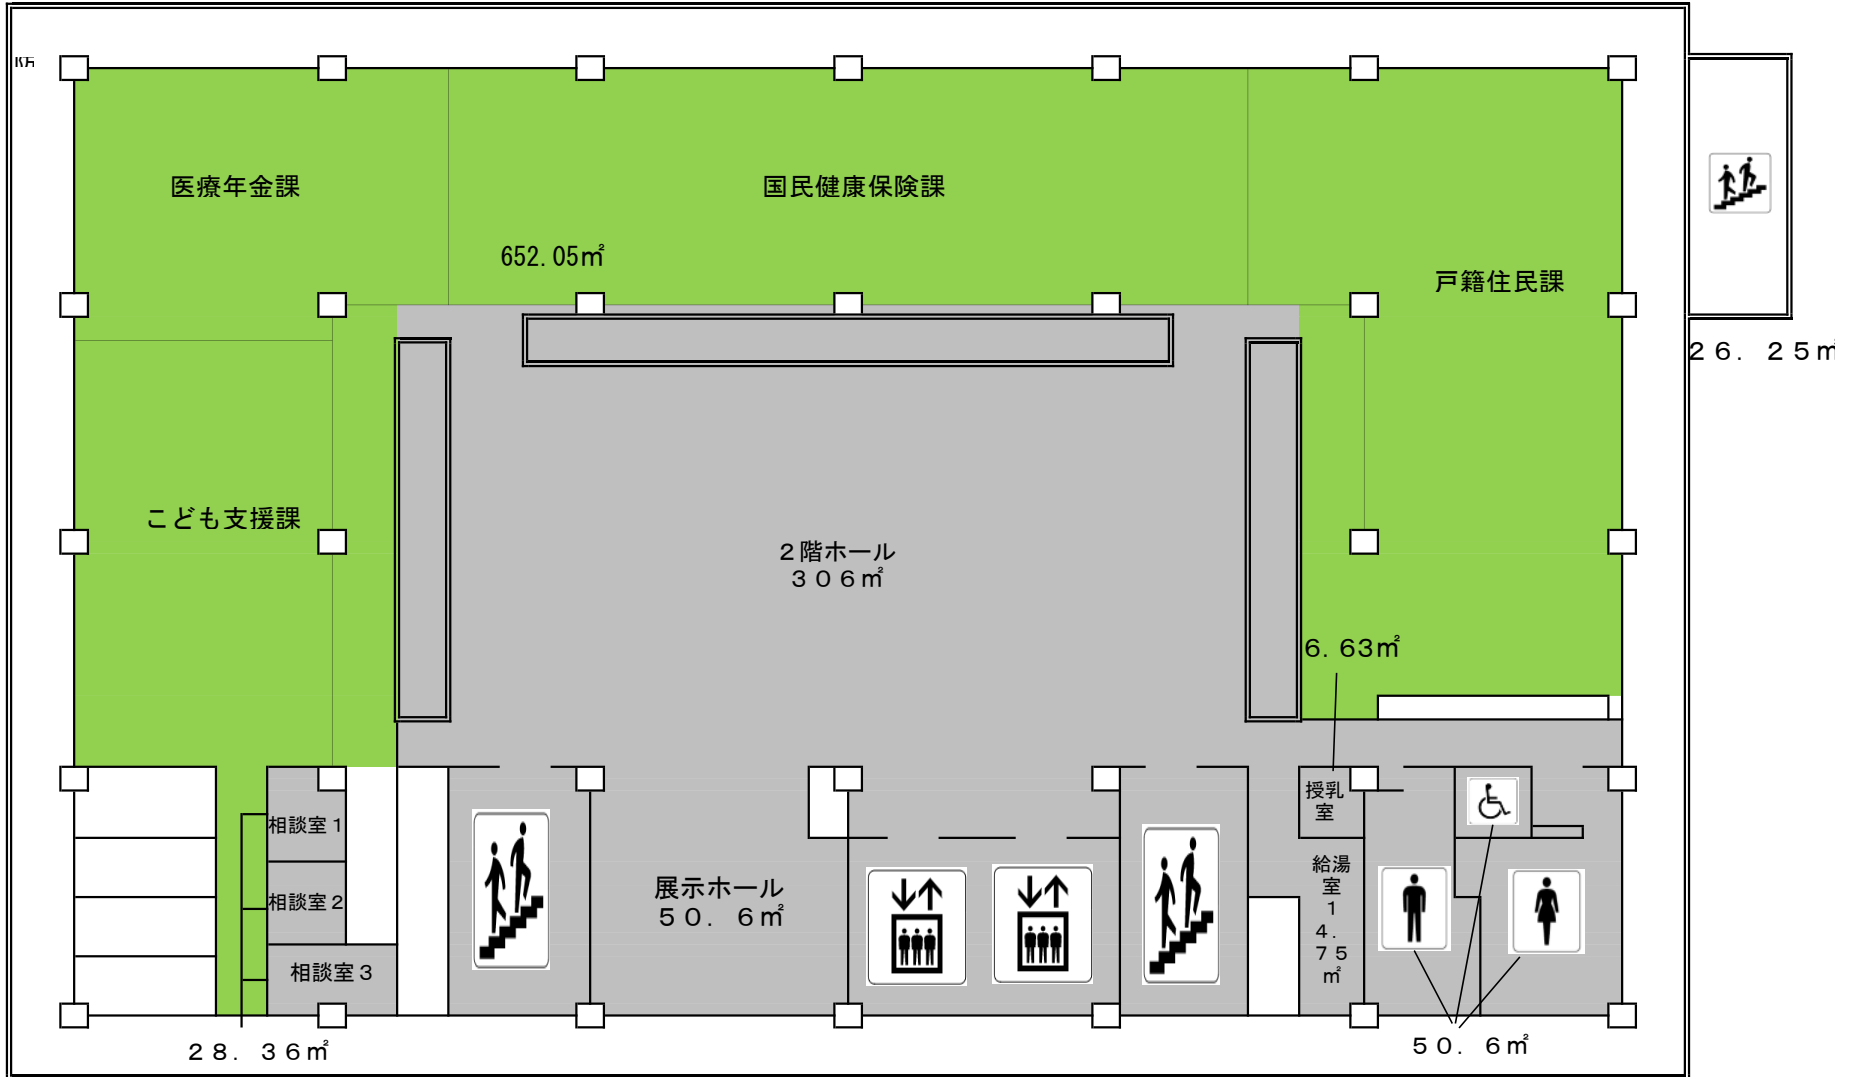 医療年金課
国民健康保険課
652.05㎡
戸籍住民課
２６．２５㎡
こども支援課
２階ホール
３０６㎡
6．63㎡
授乳
室
相談室１
相談室２
相談室３
展示ホール
５０．６㎡
給湯
室
１
４．
７５
㎡
２８．３６㎡
５０．６㎡